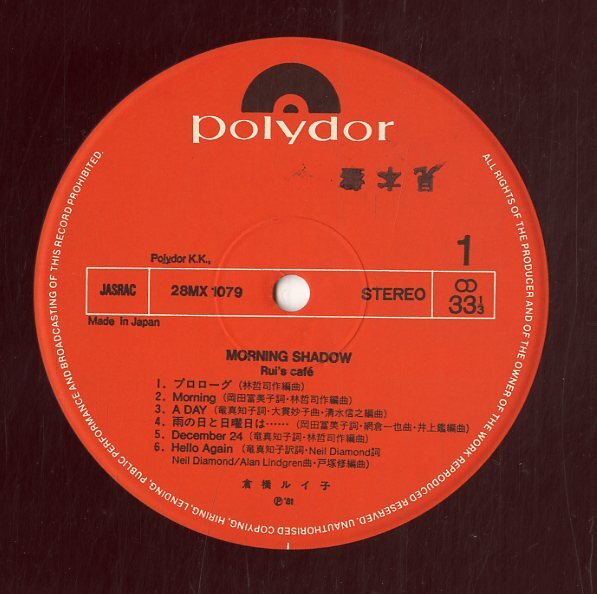 polydor
見本盤
1
Polydor K.K.,
JASRAC
28MX 1079
STEREO
33 1/3
Made In Japan
MORNING SHADOW
Rui's café
1. プロローグ (林哲司作編曲)
2. Morning (岡田冨美子詞・林哲司作編曲)
3. A DAY (竜真知子詞・大貫妙子曲・清水信之編曲)
4. 雨の日と日曜日は…… (岡田冨美子詞・網倉一也曲・井上鑑編曲)
5. December 24 (竜真知子詞・林哲司作編曲)
6. Hello Again (竜真知子訳詞・Neil Diamond詞
Neil Diamond/Alan Lindgren曲・戸塚修編曲)
倉橋ルイ子
Ⓟ '81
ALL RIGHTS OF THE PRODUCER AND OF THE OWNER OF THE WORK REPRODUCED RESERVED. UNAUTHORISED COPYING, HIRING, LENDING, PUBLIC PERFORMANCE AND BROADCASTING OF THIS RECORD PROHIBITED.